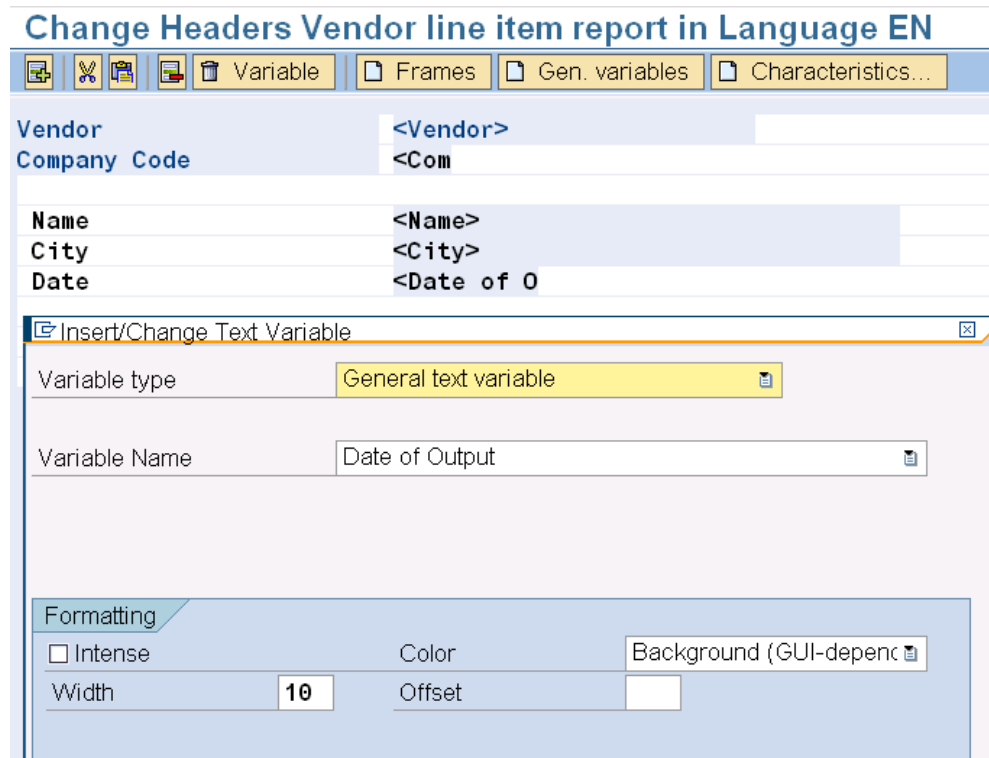 Change Headers Vendor line item report in Language EN
Variable Frames Gen. variables Characteristics...
Vendor <Vendor>
Company Code <Com
Name <Name>
City <City>
Date <Date of O
Insert/Change Text Variable
Variable type General text variable
Variable Name Date of Output
Formatting
Intense Color Background (GUI-depenc
Width 10 Offset